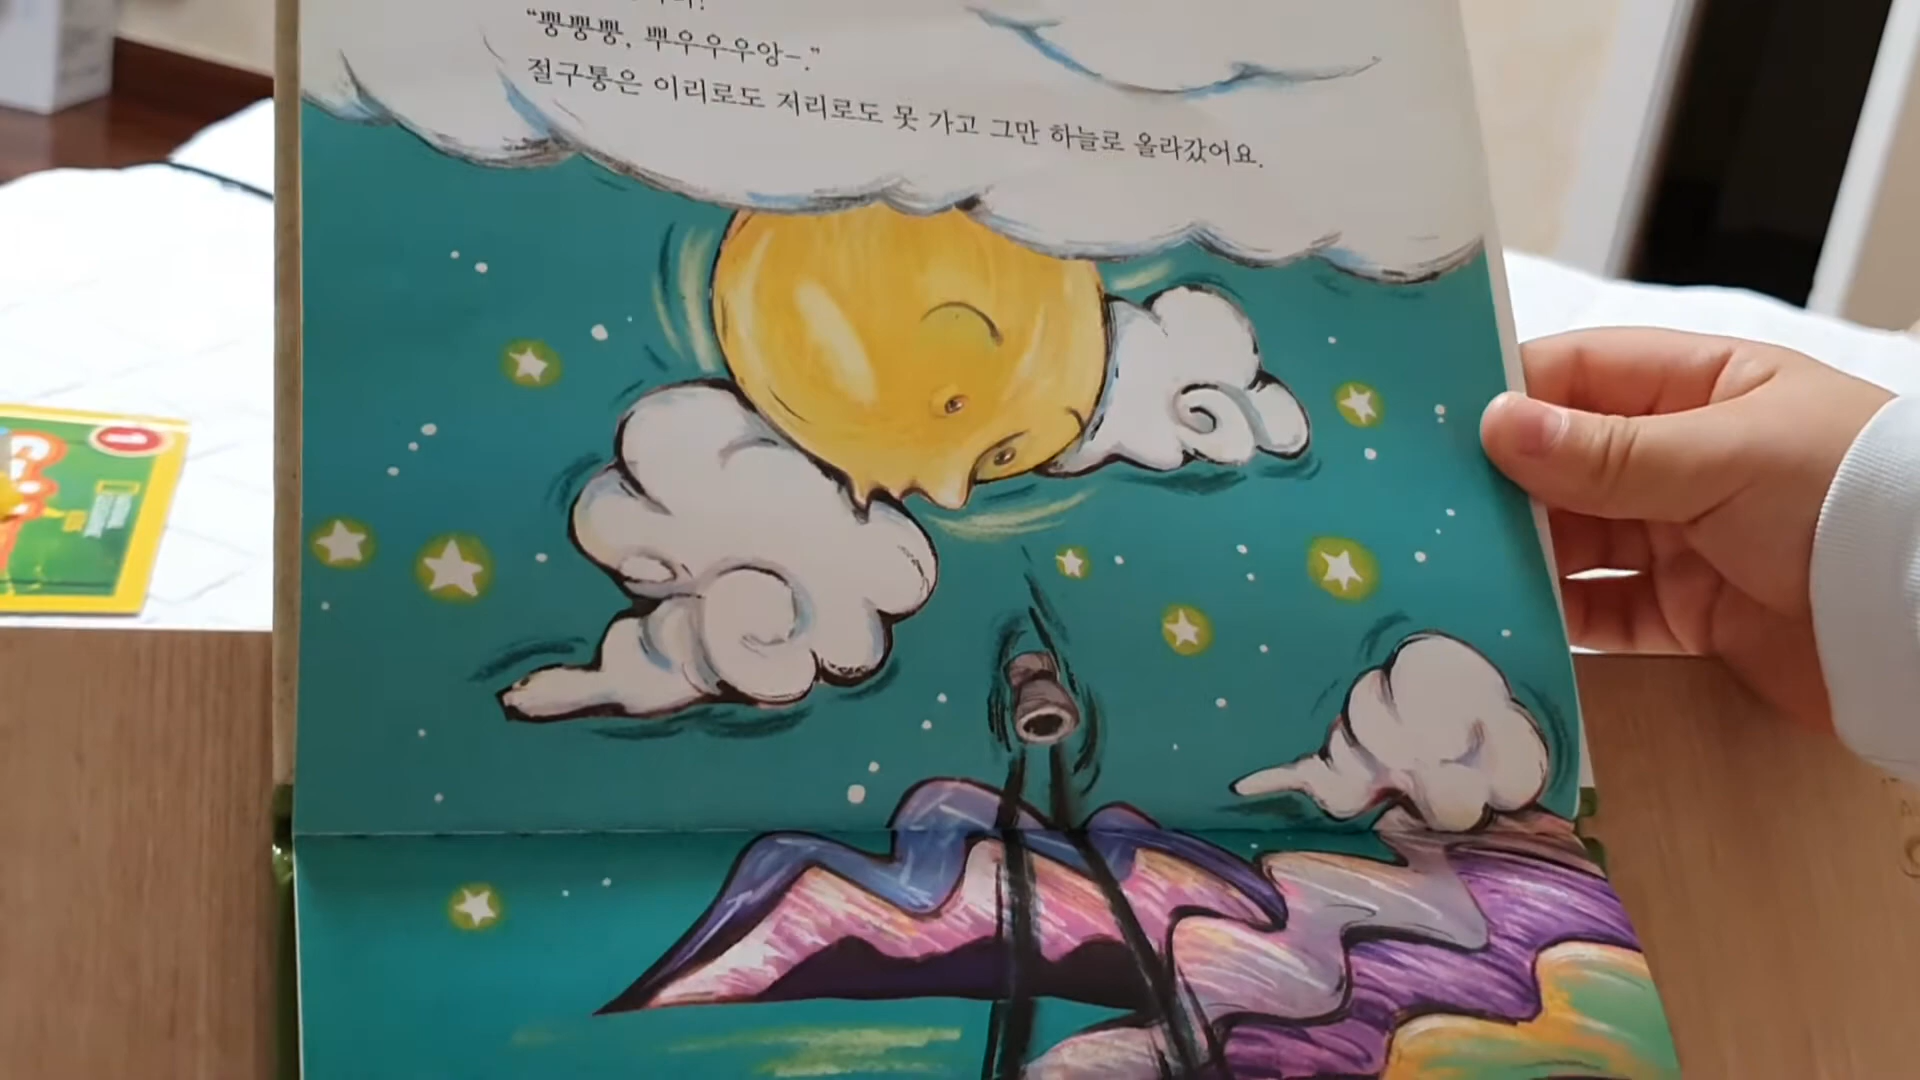 “뿡뿡뿡, 뿌우우우앙–.”
절구통은 이리로도 저리로도 못 가고 그만 하늘로 올라갔어요.
1